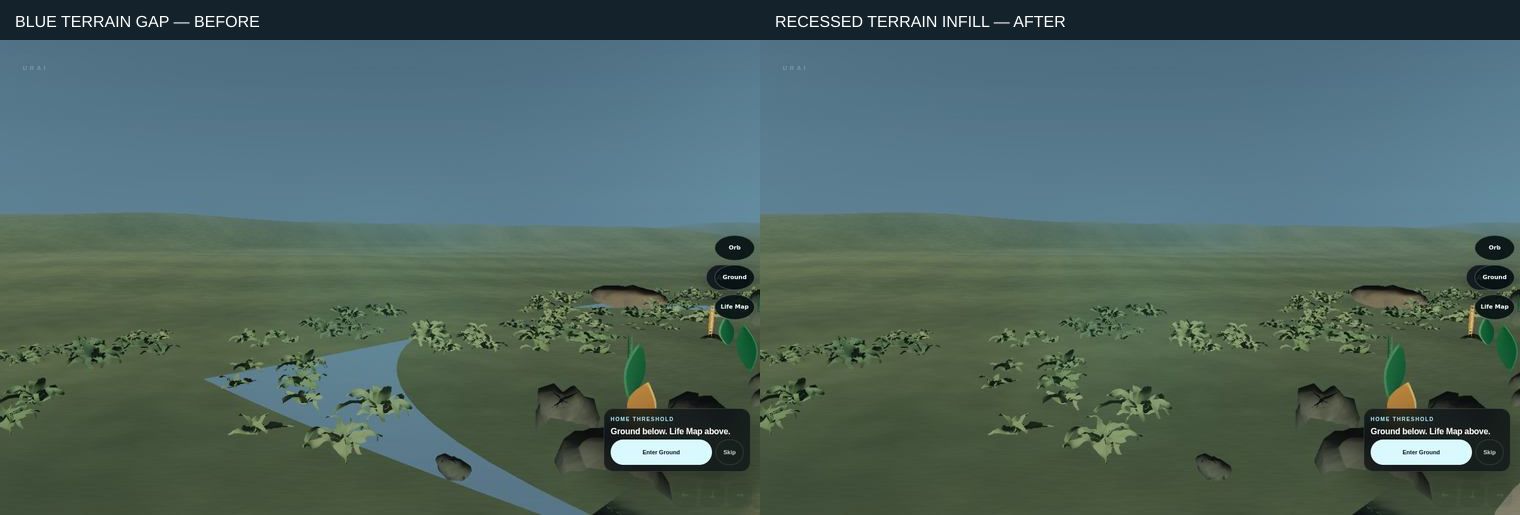 BLUE TERRAIN GAP — BEFORE
URAI
Orb
Ground
Life Map
HOME THRESHOLD
Ground below. Life Map above.
Enter Ground
Skip
RECESSED TERRAIN INFILL — AFTER
URAI
Orb
Ground
Life Map
HOME THRESHOLD
Ground below. Life Map above.
Enter Ground
Skip